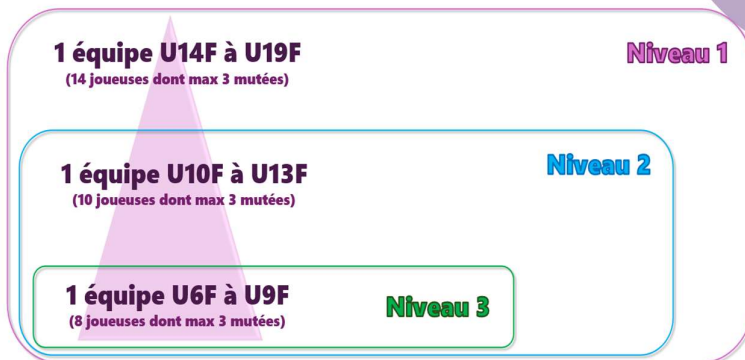 1 équipe U14F à U19F
(14 joueuses dont max 3 mutées)
Niveau 1
1 équipe U10F à U13F
(10 joueuses dont max 3 mutées)
Niveau 2
1 équipe U6F à U9F
(8 joueuses dont max 3 mutées)
Niveau 3